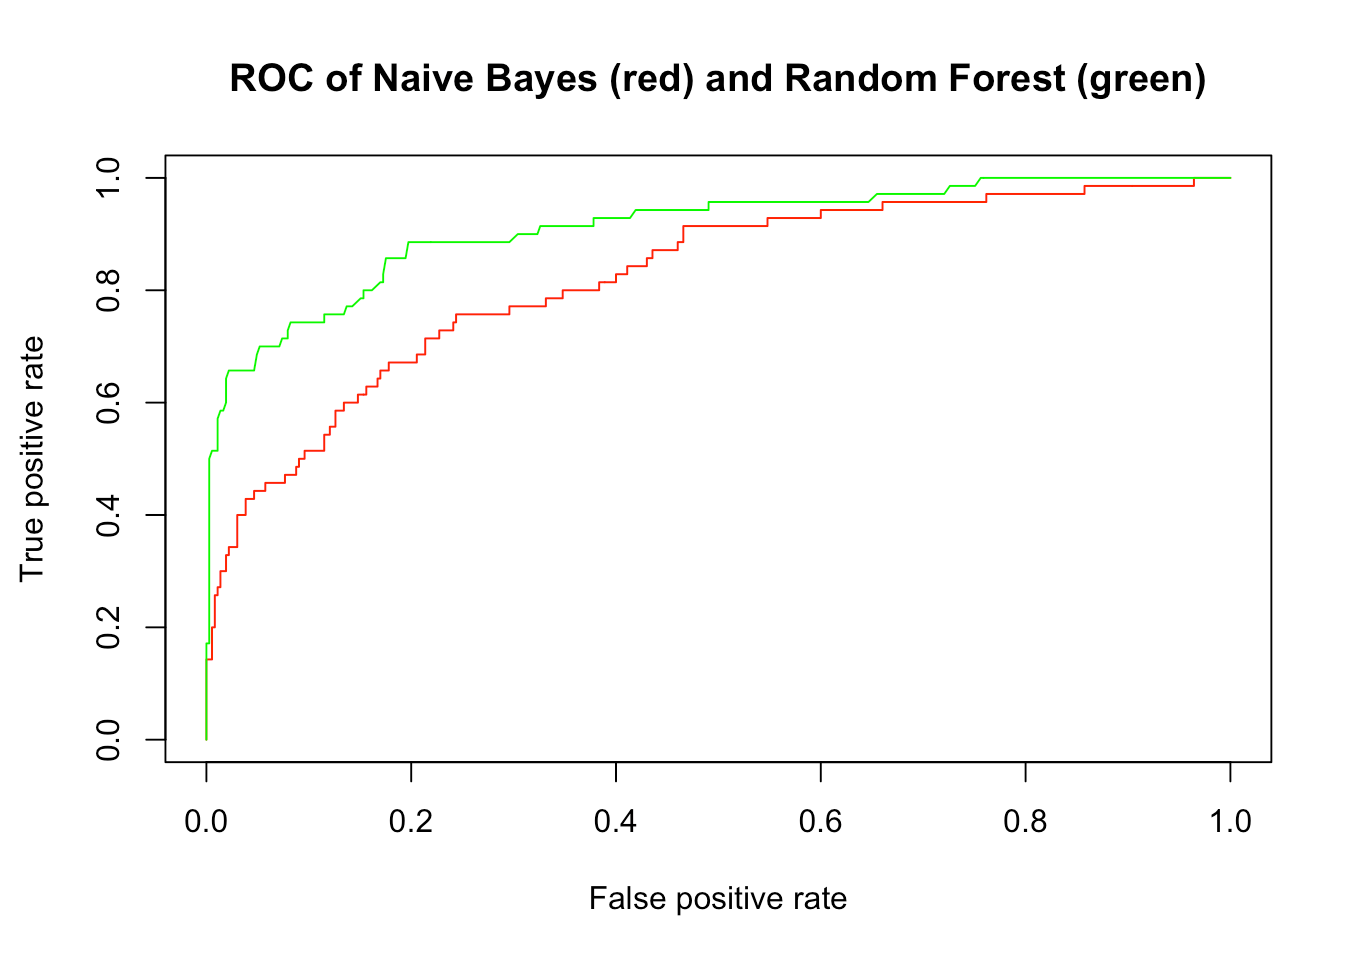 ROC of Naive Bayes (red) and Random Forest (green)
True positive rate
1.0
0.8
0.6
0.4
0.2
0.0
0.0 0.2 0.4 0.6 0.8 1.0
False positive rate